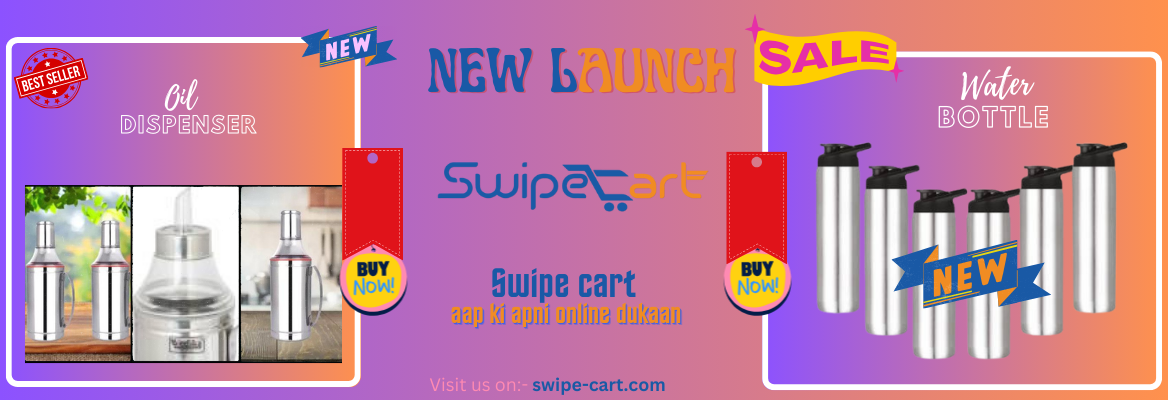 BEST SELLER
NEW
Oil
DISPENSER
NEW LAUNCH
SALE
Water
BOTTLE
SwipeCart
BUY
NOW!
BUY
NOW!
NEW
Swipe cart
aap ki apni online dukaan
Visit us on:- swipe-cart.com